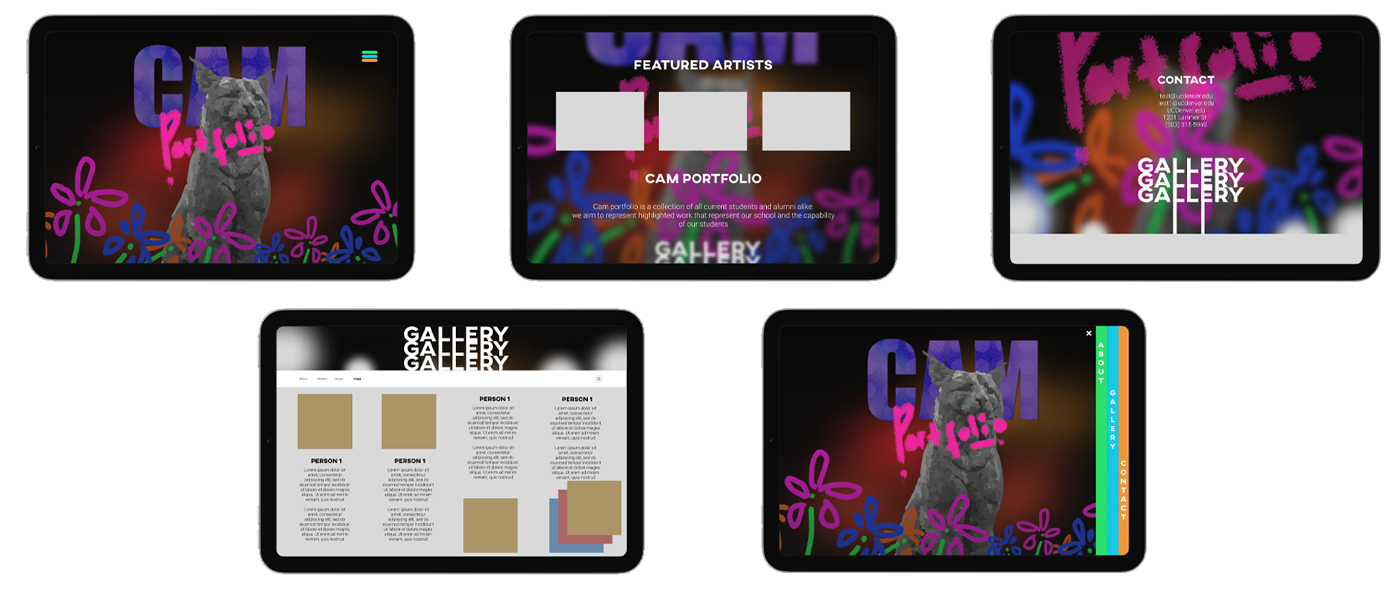 CAM
Portfolio
CAM
FEATURED ARTISTS
CAM PORTFOLIO
Cam portfolio is a collection of all current students and alumni alike.
we aim to represent highlighted work that represent our school and the capability
of our students
GALLERY
GALLERY
Portfolio
CONTACT
test@ucdenver.edu
test1@ucdenver.edu
UCDenver.edu
1201 Larimer St
(303) 315-5969
GALLERY
GALLERY
GALLERY
GALLERY
GALLERY
GALLERY
Design
PERSON 1
Lorem ipsum dolor sit
amet, consectetur
adipiscing elit, sed do
eiusmod tempor incididunt
ut labore et dolore magna
aliqua. Ut enim ad minim
veniam, quis nostrud
Lorem ipsum dolor sit
amet, consectetur
adipiscing elit, sed do
eiusmod tempor incididunt
ut labore et dolore magna
aliqua. Ut enim ad minim
veniam, quis nostrud
PERSON 1
Lorem ipsum dolor sit
amet, consectetur
adipiscing elit, sed do
eiusmod tempor incididunt
ut labore et dolore magna
aliqua. Ut enim ad minim
veniam, quis nostrud
Lorem ipsum dolor sit
amet, consectetur
adipiscing elit, sed do
eiusmod tempor incididunt
ut labore et dolore magna
aliqua. Ut enim ad minim
veniam, quis nostrud
PERSON 1
Lorem ipsum dolor sit
amet, consectetur
adipiscing elit, sed do
eiusmod tempor incididunt
ut labore et dolore magna
aliqua. Ut enim ad minim
veniam, quis nostrud
Lorem ipsum dolor sit
amet, consectetur
adipiscing elit, sed do
eiusmod tempor incididunt
ut labore et dolore magna
aliqua. Ut enim ad minim
veniam, quis nostrud
PERSON 1
Lorem ipsum dolor sit
amet, consectetur
adipiscing elit, sed do
eiusmod tempor incididunt
ut labore et dolore magna
aliqua. Ut enim ad minim
veniam, quis nostrud
Lorem ipsum dolor sit
amet, consectetur
adipiscing elit, sed do
eiusmod tempor incididunt
ut labore et dolore magna
aliqua. Ut enim ad minim
veniam, quis nostrud
CAM
Portfolio
ABOUT
GALLERY
CONTACT